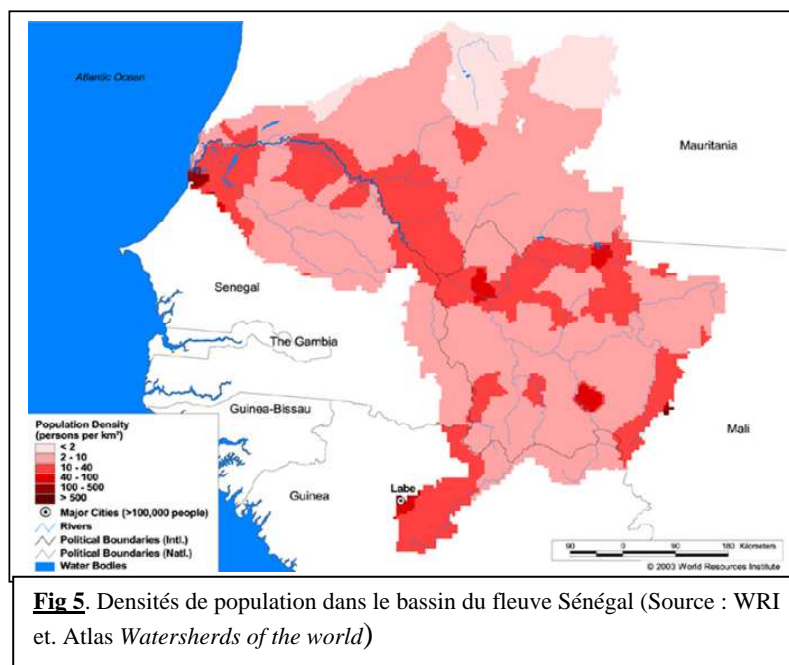 Atlantic Ocean
Mauritania
Senegal
The Gambia
Guinea-Bissau
Mali
Guinea
Labe
Population Density
(persons per km²)
< 2
2 - 10
10 - 40
40 - 100
100 - 500
> 500
Major Cities (>100,000 people)
Rivers
Political Boundaries (Intl.)
Political Boundaries (Natl.)
Water Bodies
90 0 90 180 Kilometers
© 2003 World Resources Institute
Fig 5. Densités de population dans le bassin du fleuve Sénégal (Source : WRI
et. Atlas Watersherds of the world)